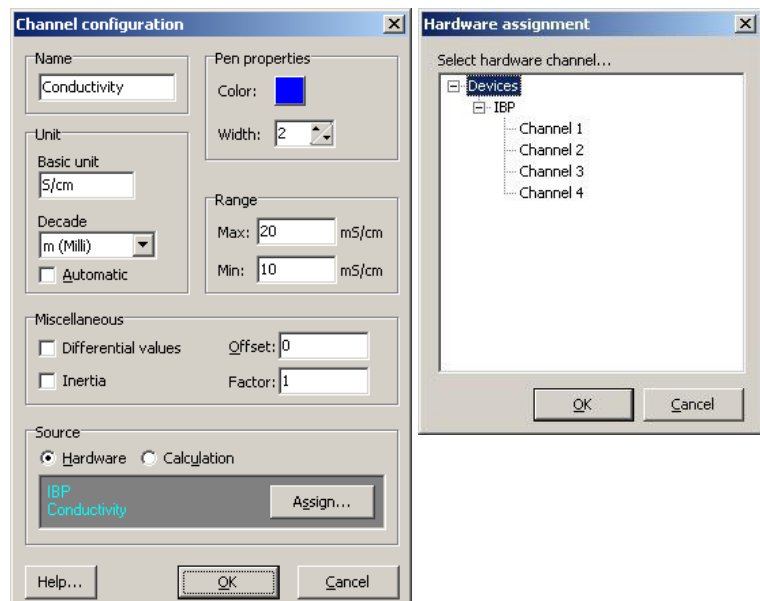 Channel configuration
Name
Conductivity
Pen properties
Color:
Width: 2
Unit
Basic unit
S/cm
Decade
m (Milli)
Automatic
Range
Max: 20 mS/cm
Min: 10 mS/cm
Miscellaneous
Differential values
Offset: 0
Inertia
Factor: 1
Source
Hardware Calculation
IBP
Conductivity
Assign...
Help... OK Cancel
Hardware assignment
Select hardware channel...
Devices
IBP
Channel 1
Channel 2
Channel 3
Channel 4
OK Cancel